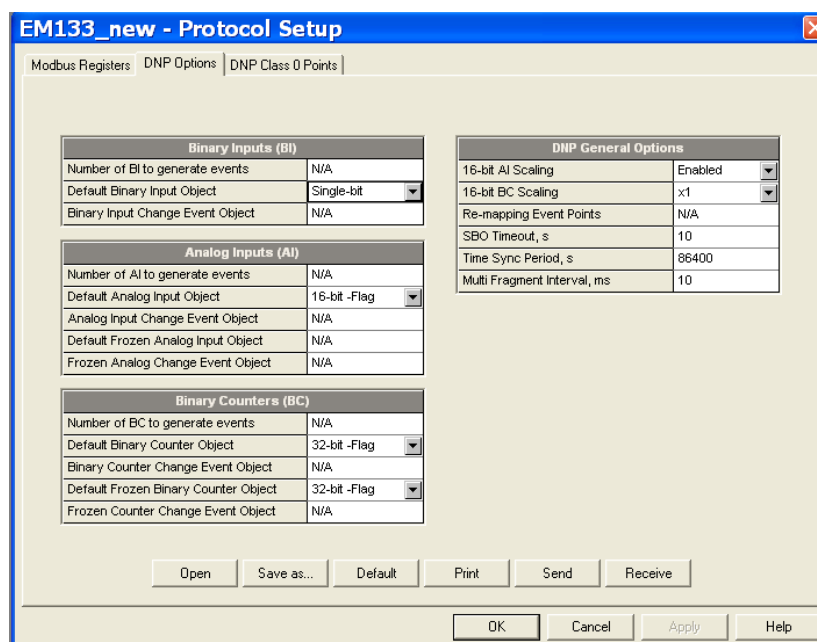 EM133_new - Protocol Setup
Modbus Registers DNP Options DNP Class 0 Points
Binary Inputs (BI)
Number of BI to generate events N/A
Default Binary Input Object Single-bit
Binary Input Change Event Object N/A
Analog Inputs (AI)
Number of AI to generate events N/A
Default Analog Input Object 16-bit -Flag
Analog Input Change Event Object N/A
Default Frozen Analog Input Object N/A
Frozen Analog Change Event Object N/A
Binary Counters (BC)
Number of BC to generate events N/A
Default Binary Counter Object 32-bit -Flag
Binary Counter Change Event Object N/A
Default Frozen Binary Counter Object 32-bit -Flag
Frozen Counter Change Event Object N/A
DNP General Options
16-bit AI Scaling Enabled
16-bit BC Scaling x1
Re-mapping Event Points N/A
SBO Timeout, s 10
Time Sync Period, s 86400
Multi Fragment Interval, ms 10
Open Save as... Default Print Send Receive
OK Cancel Apply Help